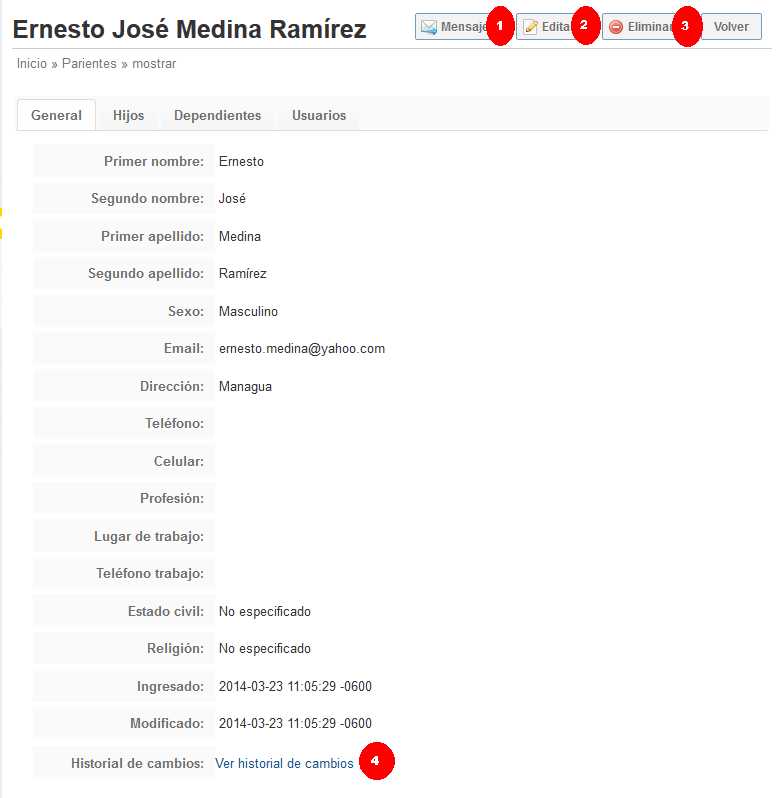 Ernesto José Medina Ramírez
Mensaje 1 Edita 2 Eliminar 3 Volver
Inicio » Parientes » mostrar
General Hijos Dependientes Usuarios
Primer nombre: Ernesto
Segundo nombre: José
Primer apellido: Medina
Segundo apellido: Ramírez
Sexo: Masculino
Email: ernesto.medina@yahoo.com
Dirección: Managua
Teléfono:
Celular:
Profesión:
Lugar de trabajo:
Teléfono trabajo:
Estado civil: No especificado
Religión: No especificado
Ingresado: 2014-03-23 11:05:29 -0600
Modificado: 2014-03-23 11:05:29 -0600
Historial de cambios: Ver historial de cambios 4